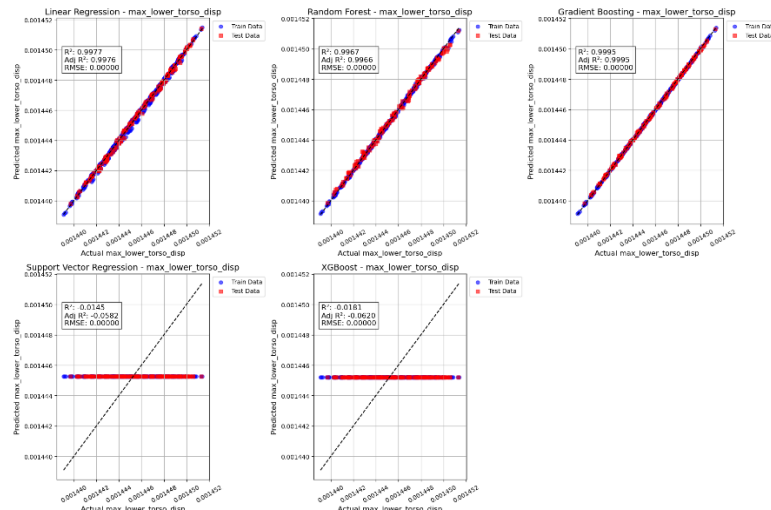 Linear Regression - max_lower_torso_disp
Random Forest - max_lower_torso_disp
Gradient Boosting - max_lower_torso_disp
Train Data
Test Data
R²: 0.9977
Adj R²: 0.9976
RMSE: 0.00000
0.001450
0.001448
0.001446
0.001444
0.001442
0.001440
Predicted max_lower_torso_disp
0.001440
0.001442
0.001444
0.001446
0.001448
0.001450
0.001452
Actual max_lower_torso_disp
Train Data
Test Data
R²: 0.9967
Adj R²: 0.9966
RMSE: 0.00000
0.001450
0.001448
0.001446
0.001444
0.001442
0.001440
Predicted max_lower_torso_disp
0.001440
0.001442
0.001444
0.001446
0.001448
0.001450
0.001452
Actual max_lower_torso_disp
Train Data
Test Data
R²: 0.9995
Adj R²: 0.9995
RMSE: 0.00000
0.001450
0.001448
0.001446
0.001444
0.001442
0.001440
Predicted max_lower_torso_disp
0.001440
0.001442
0.001444
0.001446
0.001448
0.001450
0.001452
Actual max_lower_torso_disp
Support Vector Regression - max_lower_torso_disp
XGBoost - max_lower_torso_disp
Train Data
Test Data
R²: -0.0145
Adj R²: -0.0582
RMSE: 0.00000
0.001452
0.001450
0.001448
0.001446
0.001444
0.001442
0.001440
Predicted max_lower_torso_disp
0.001440
0.001442
0.001444
0.001446
0.001448
0.001450
0.001452
Actual max_lower_torso_disp
Train Data
Test Data
R²: -0.0181
Adj R²: -0.0620
RMSE: 0.00000
0.001452
0.001450
0.001448
0.001446
0.001444
0.001442
0.001440
Predicted max_lower_torso_disp
0.001440
0.001442
0.001444
0.001446
0.001448
0.001450
0.001452
Actual max_lower_torso_disp